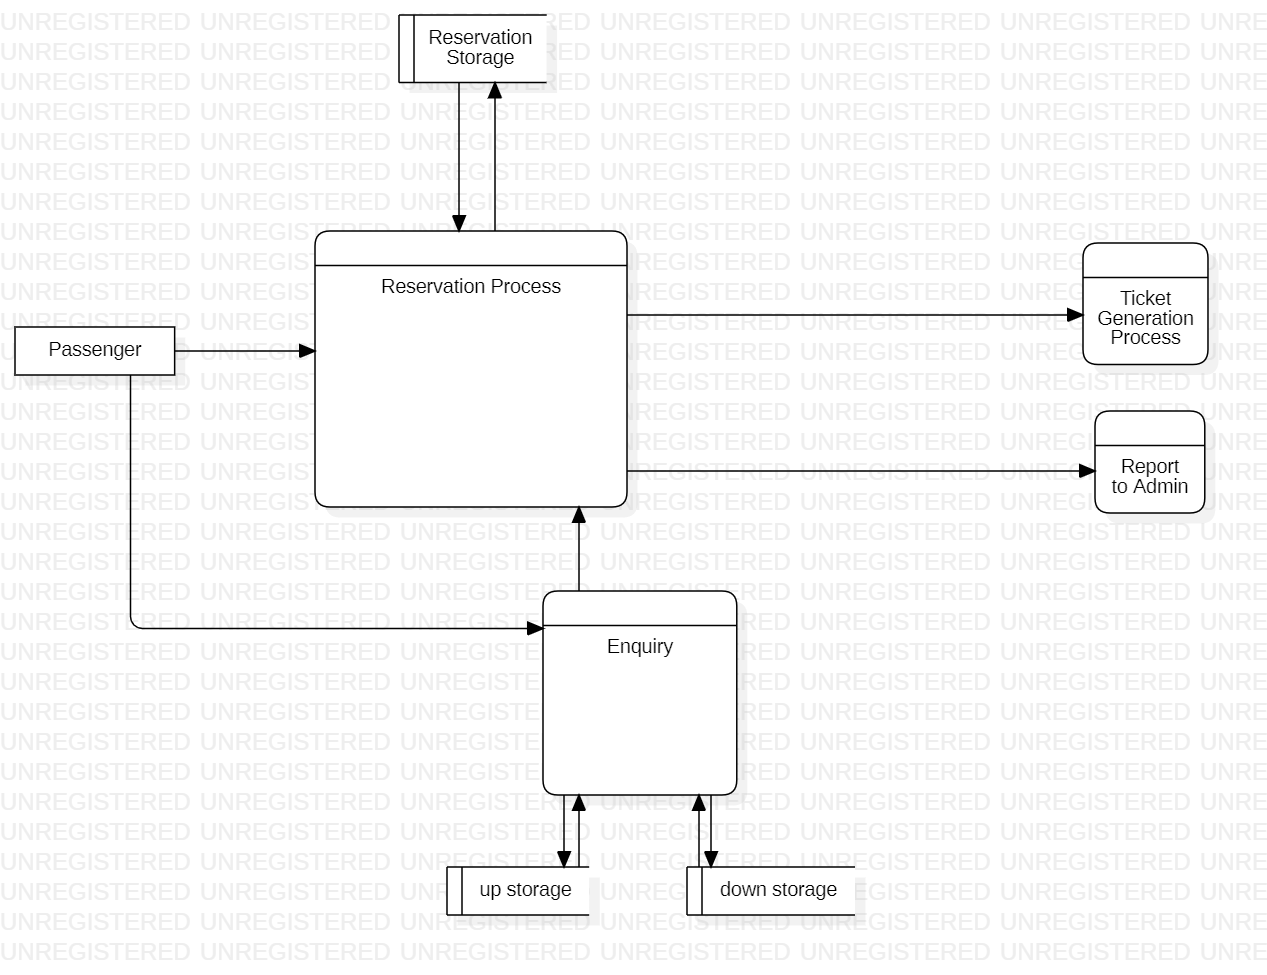 Reservation
Storage
Reservation Process
Passenger
Ticket
Generation
Process
Report
to Admin
Enquiry
up storage
down storage
UNREGISTERED